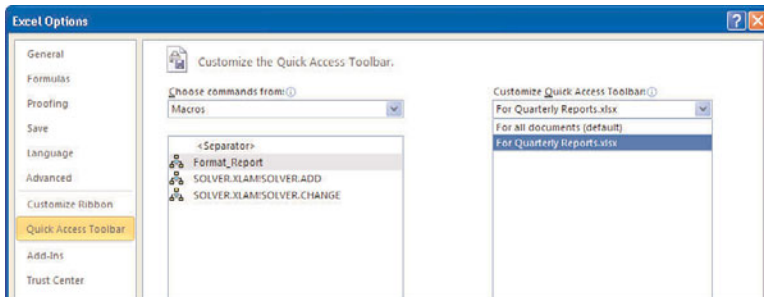 Excel Options
General
Formulas
Proofing
Save
Language
Advanced
Customize Ribbon
Quick Access Toolbar
Add-Ins
Trust Center
Customize the Quick Access Toolbar.
Choose commands from:
Macros
<Separator>
Format_Report
SOLVER.XLAM!SOLVER.ADD
SOLVER.XLAM!SOLVER.CHANGE
Customize Quick Access Toolbar:
For Quarterly Reports.xlsx
For all documents (default)
For Quarterly Reports.xlsx